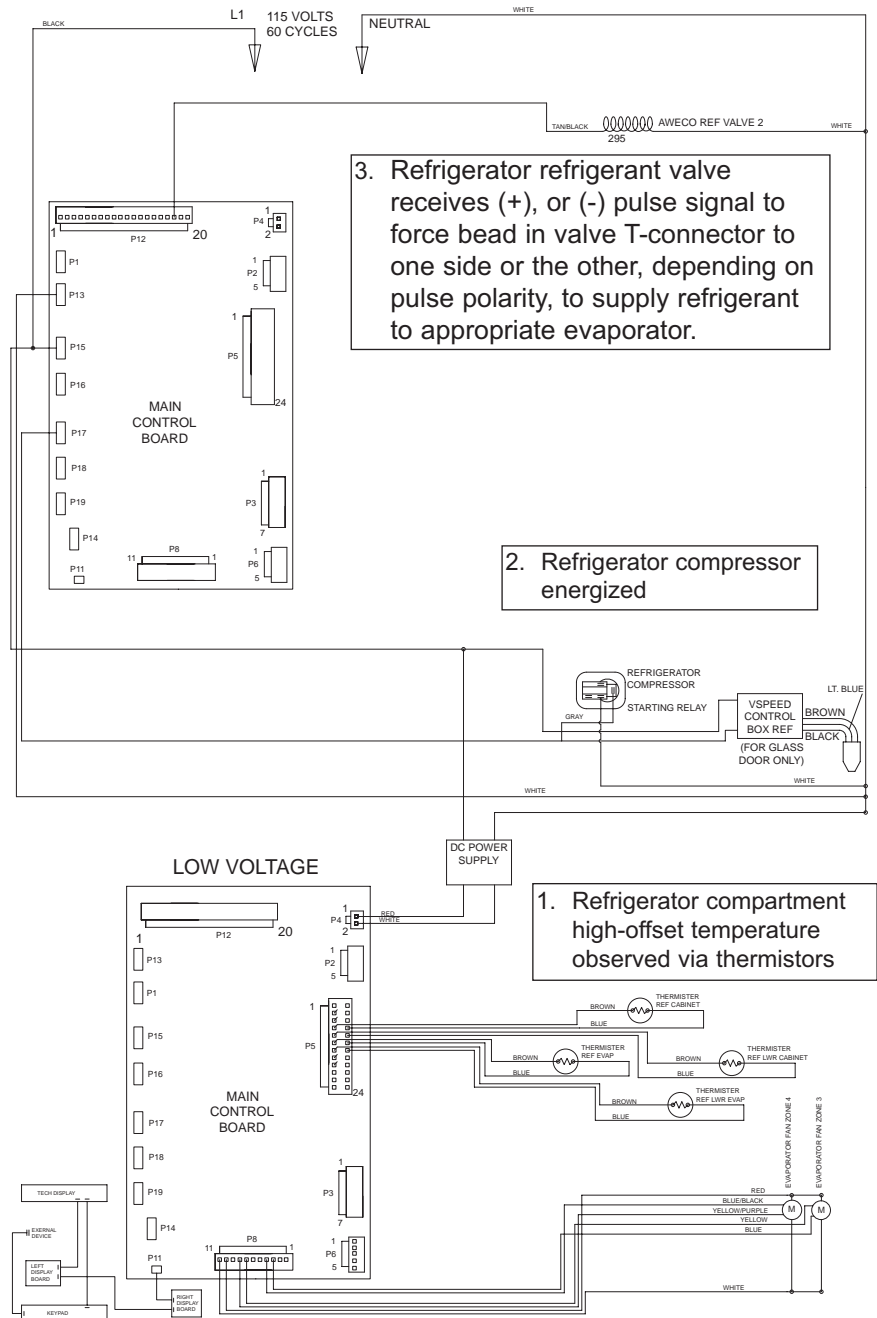 L1
115 VOLTS
60 CYCLES
NEUTRAL
BLACK
WHITE
TAN/BLACK
AWECO REF VALVE 2
295
WHITE
3. Refrigerator refrigerant valve
receives (+), or (-) pulse signal to
force bead in valve T-connector to
one side or the other, depending on
pulse polarity, to supply refrigerant
to appropriate evaporator.
1
P12
20
1
P4
2
P1
1
P2
5
P13
1
P5
24
P15
P16
MAIN
CONTROL
BOARD
P17
P18
P19
1
P3
7
P14
P8
11
1
P11
1
P6
5
2. Refrigerator compressor
energized
REFRIGERATOR
COMPRESSOR
STARTING RELAY
GRAY
VSPEED
CONTROL
BOX REF
(FOR GLASS
DOOR ONLY)
LT. BLUE
BROWN
BLACK
WHITE
WHITE
DC POWER
SUPPLY
LOW VOLTAGE
1. Refrigerator compartment
high-offset temperature
observed via thermistors
1
P12
20
1
P4
2
RED
WHITE
P13
1
P2
5
P1
1
P5
24
P15
P16
MAIN
CONTROL
BOARD
P17
P18
P19
1
P3
7
P14
P8
11
1
P11
1
P6
5
BROWN
THERMISTER
REF CABINET
BLUE
THERMISTER
REF EVAP
BROWN
BLUE
BROWN
THERMISTER
REF LWR CABINET
BLUE
THERMISTER
REF LWR EVAP
BROWN
BLUE
EVAPORATOR FAN ZONE 4
EVAPORATOR FAN ZONE 3
RED
BLUE/BLACK
YELLOW/PURPLE
YELLOW
BLUE
M
M
WHITE
TECH DISPLAY
EXERNAL
DEVICE
LEFT
DISPLAY
BOARD
RIGHT
DISPLAY
BOARD
KEYPAD